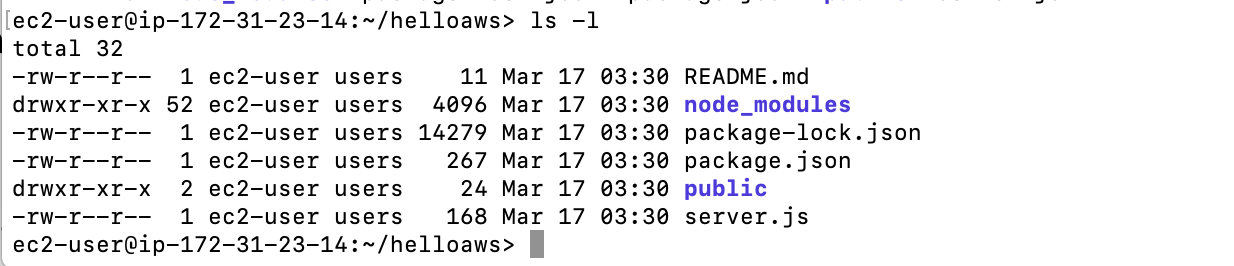 [ec2-user@ip-172-31-23-14:~/helloaws> ls -l
total 32
-rw-r--r--  1 ec2-user users    11 Mar 17 03:30 README.md
drwxr-xr-x 52 ec2-user users  4096 Mar 17 03:30 node_modules
-rw-r--r--  1 ec2-user users 14279 Mar 17 03:30 package-lock.json
-rw-r--r--  1 ec2-user users   267 Mar 17 03:30 package.json
drwxr-xr-x  2 ec2-user users    24 Mar 17 03:30 public
-rw-r--r--  1 ec2-user users   168 Mar 17 03:30 server.js
ec2-user@ip-172-31-23-14:~/helloaws>